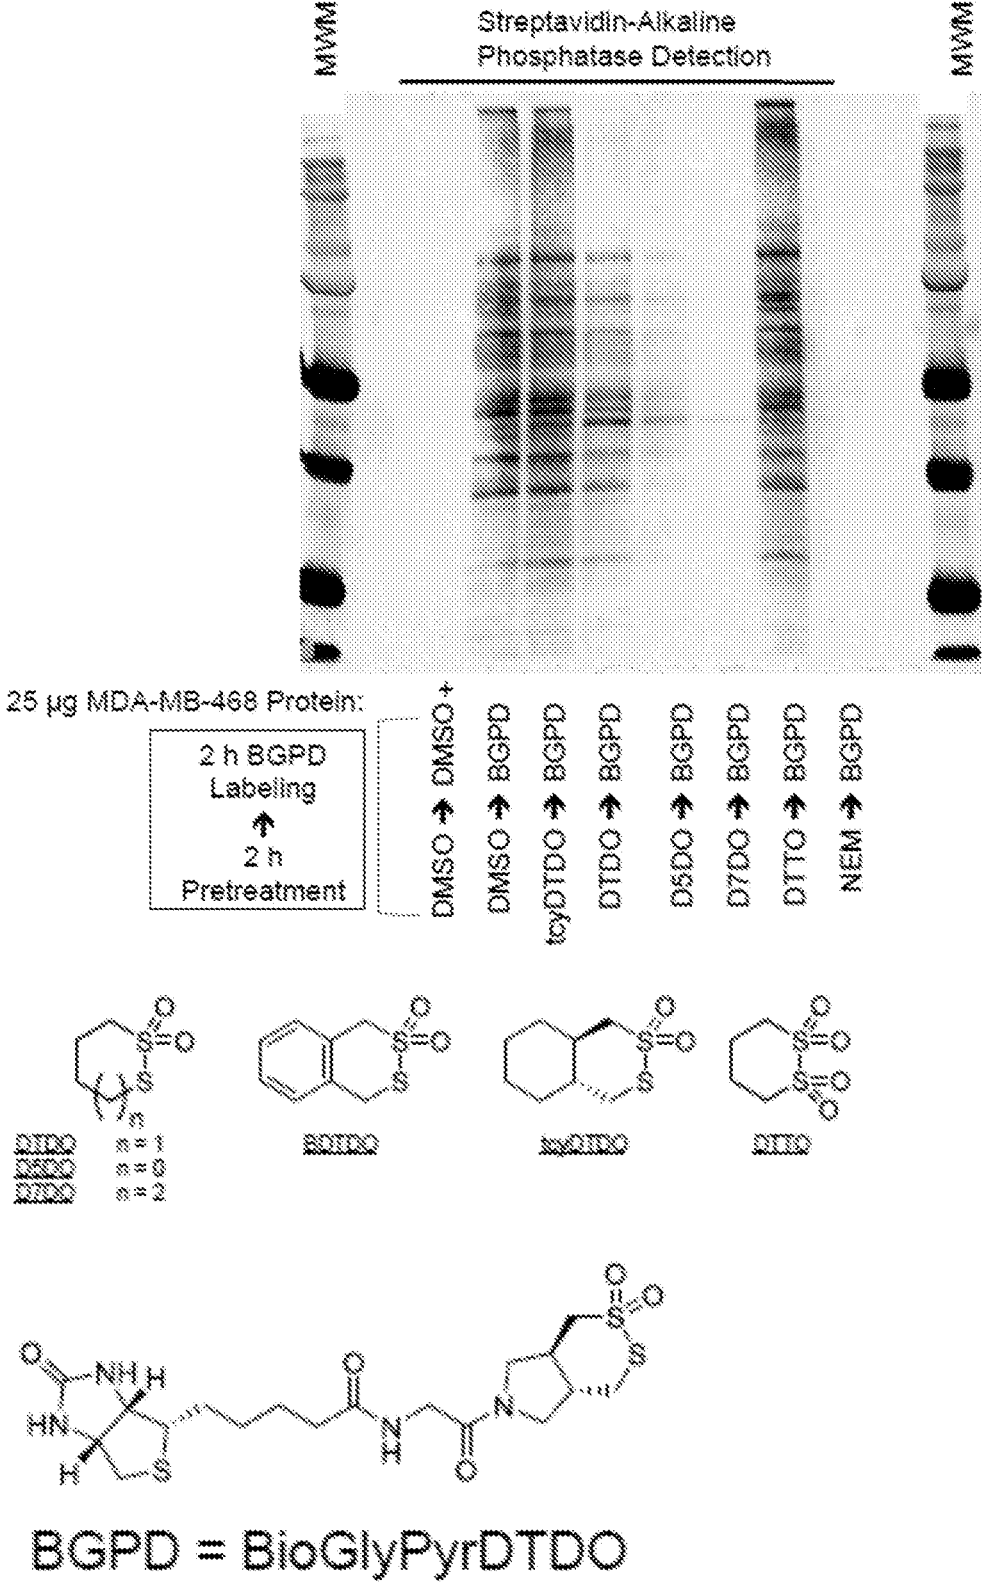 MWM
Streptavidin-Alkaline
Phosphatase Detection
MWM
25 µg MDA-MB-468 Protein:
2 h BGPD
Labeling
2 h
Pretreatment
DMSO → DMSO +
DMSO → BGPD
tcyDTDO → BGPD
DTDO → BGPD
D5DO → BGPD
D7DO → BGPD
DTTO → BGPD
NEM → BGPD
S O O S ( ) n
DTDO n = 1
D5DO n = 0
D7DO n = 2
S O O S
BDTDO
S O O S
tcyDTDO
S O O S O O
DTTO
O NH H HN H S O N H O N S O O S
BGPD = BioGlyPyrDTDO